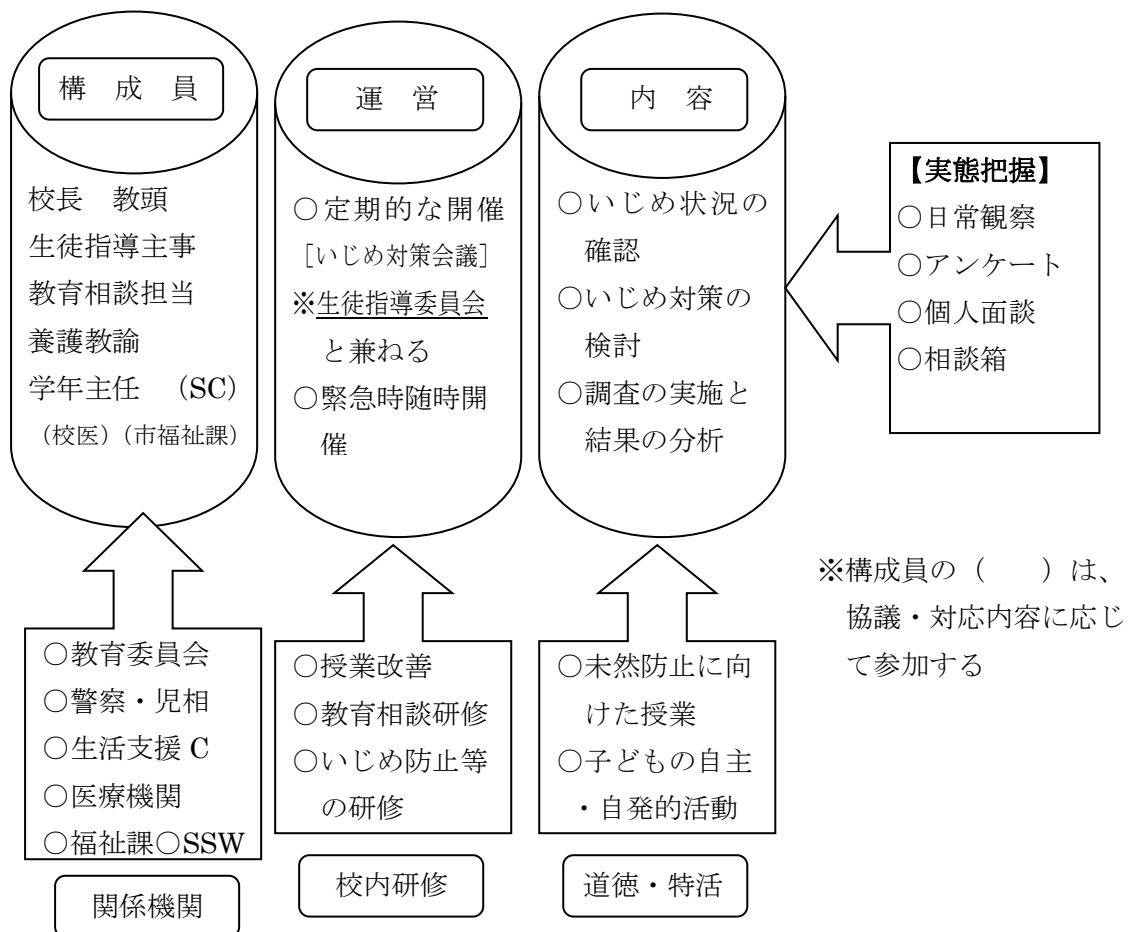 構 成 員
校長 教頭
生徒指導主事
教育相談担当
養護教諭
学年主任 (SC)
(校医)(市福祉課)
運 営
○定期的な開催
[いじめ対策会議]
※生徒指導委員会
と兼ねる
○緊急時随時開
催
内 容
○いじめ状況の
確認
○いじめ対策の
検討
○調査の実施と
結果の分析
【実態把握】
○日常観察
○アンケート
○個人面談
○相談箱
※構成員の( )は、
協議・対応内容に応じ
て参加する
○教育委員会
○警察・児相
○生活支援 C
○医療機関
○福祉課○SSW
関係機関
○授業改善
○教育相談研修
○いじめ防止等
の研修
校内研修
○未然防止に向
けた授業
○子どもの自主
・自発的活動
道徳・特活